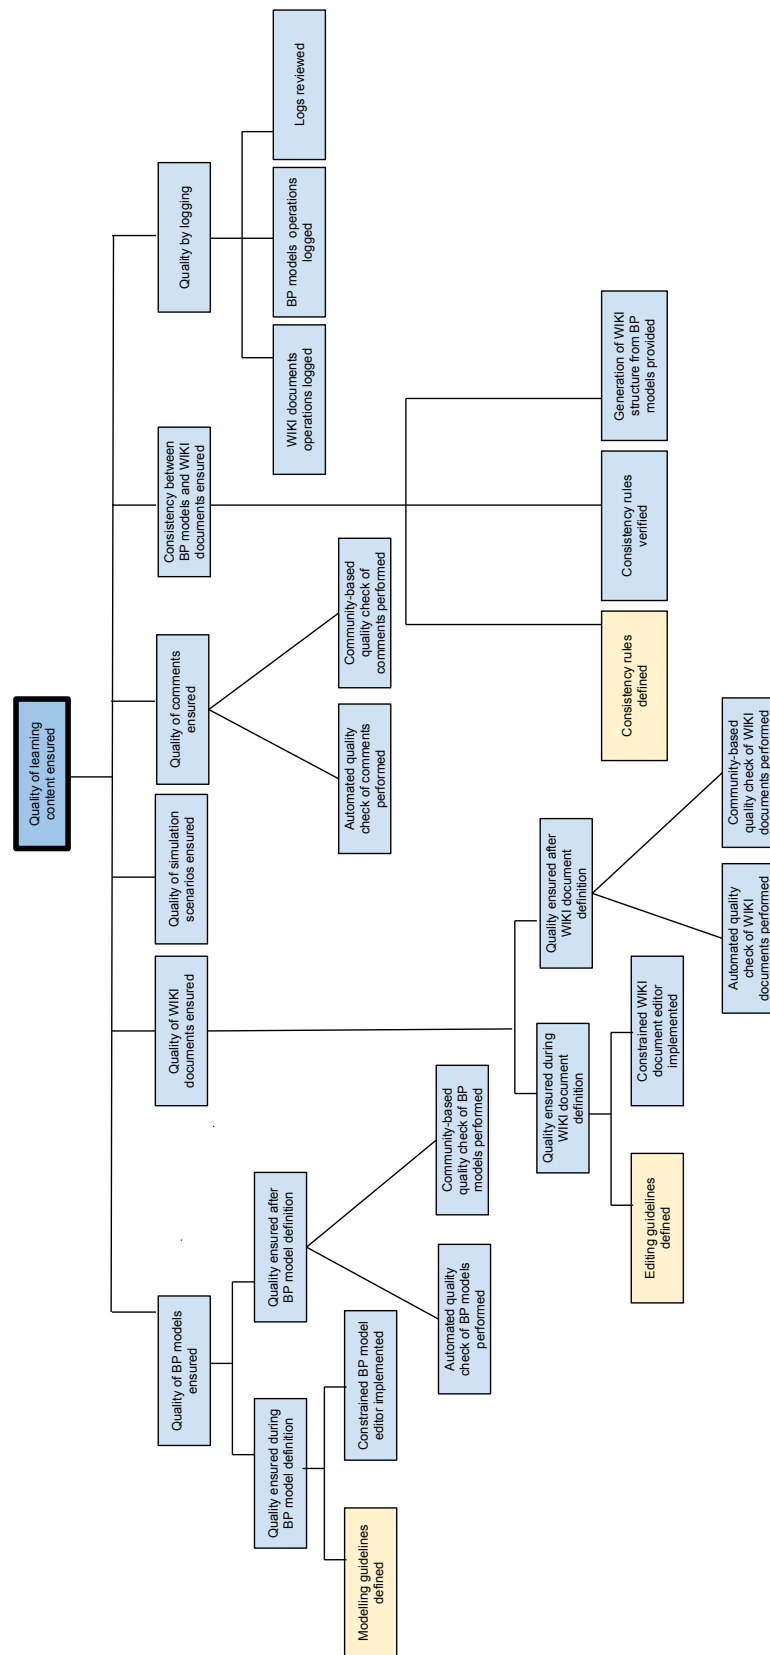 Quality of learning
content ensured
Quality of BP models
ensured
Quality of WIKI
documents ensured
Quality of simulation
scenarios ensured
Quality of comments
ensured
Consistency between
BP models and WIKI
documents ensured
Quality by logging
Quality ensured during
BP model definition
Quality ensured after
BP model definition
WIKI documents
operations logged
BP models operations
logged
Logs reviewed
Modelling guidelines
defined
Constrained BP model
editor implemented
Automated quality
check of comments
performed
Community-based
quality check of
comments performed
Automated quality
check of BP models
performed
Community-based
quality check of BP
models performed
Quality ensured during
WIKI document
definition
Quality ensured after
WIKI document
definition
Consistency rules
defined
Consistency rules
verified
Generation of WIKI
structure from BP
models provided
Editing guidelines
defined
Constrained WIKI
document editor
implemented
Automated quality
check of WIKI
documents performed
Community-based
quality check of WIKI
documents performed